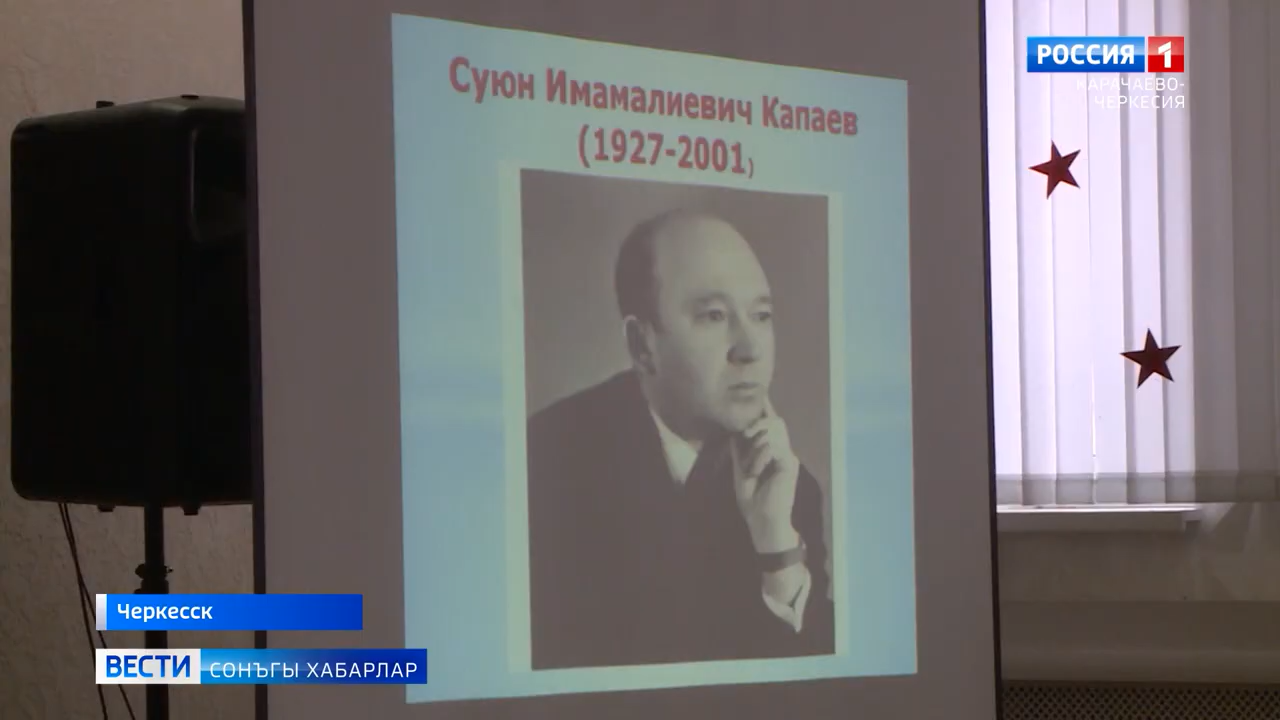 Суюн Имамалиевич Капаев
(1927-2001)
РОССИЯ 1
КАРАЧАЕВО-
ЧЕРКЕСИЯ
Черкесск
ВЕСТИ СОНЪГЫ ХАБАРЛАР